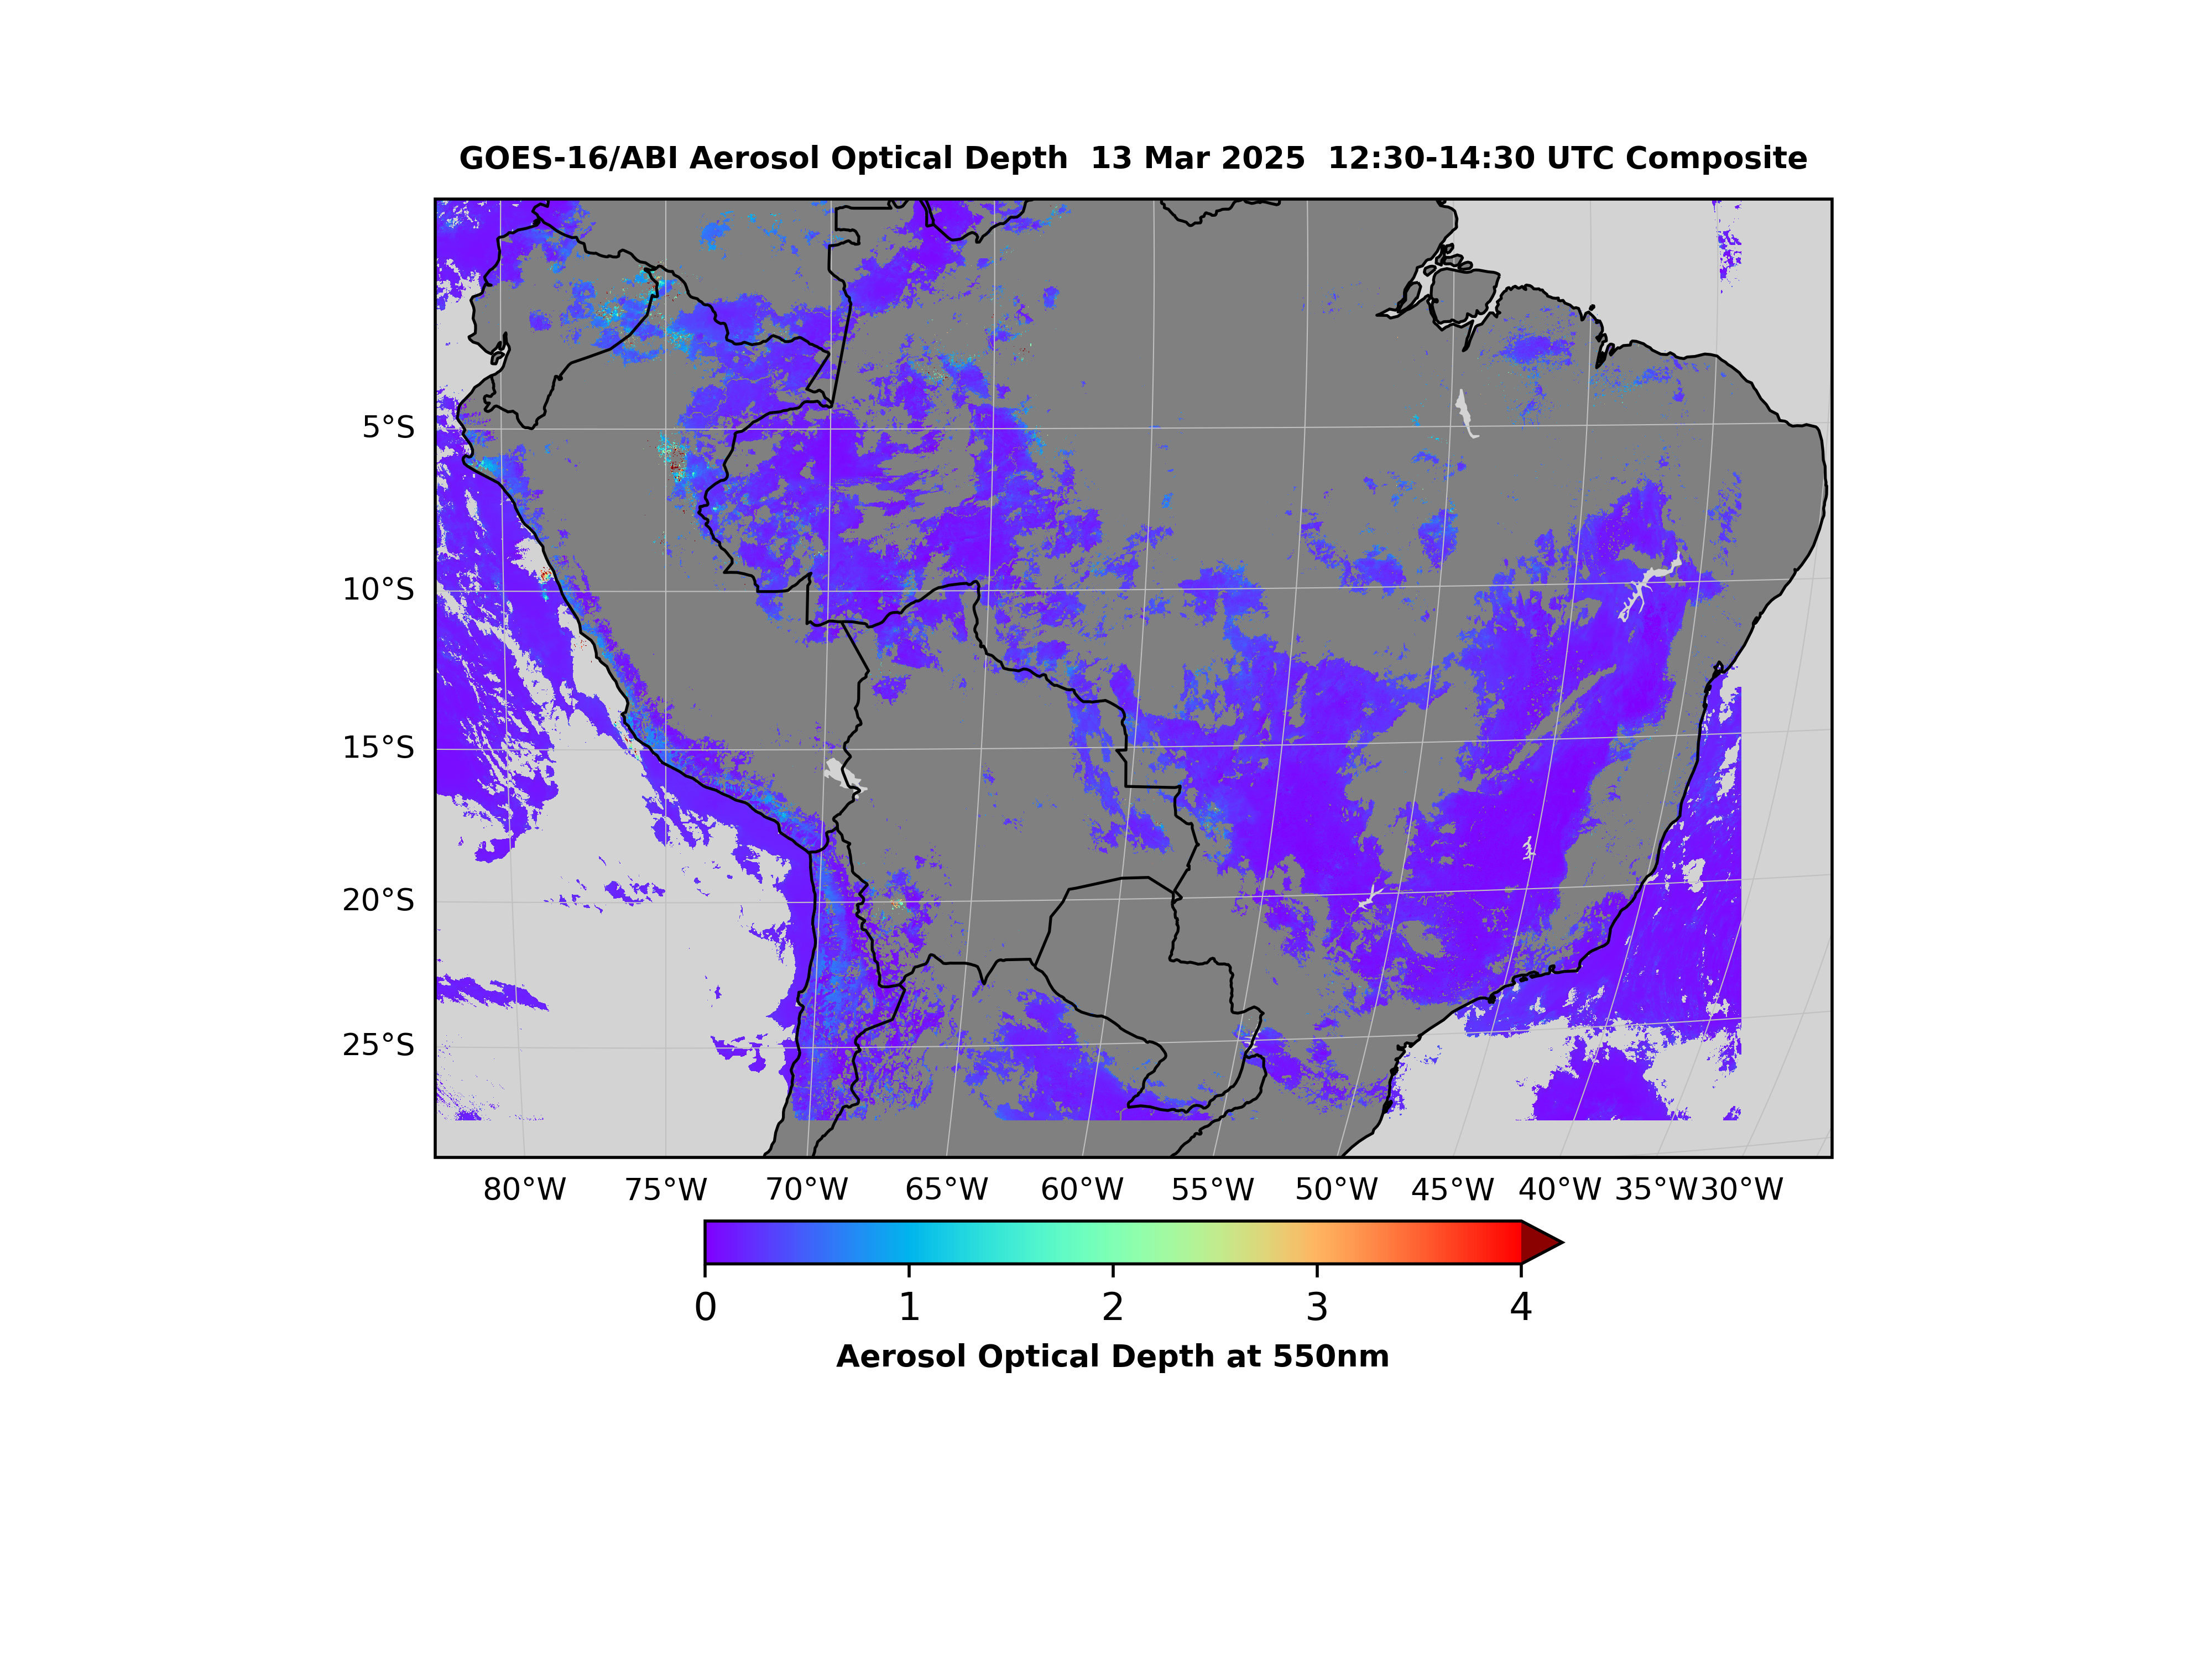 GOES-16/ABI Aerosol Optical Depth  13 Mar 2025  12:30-14:30 UTC Composite
5°S
10°S
15°S
20°S
25°S
80°W 75°W 70°W 65°W 60°W 55°W 50°W 45°W 40°W 35°W 30°W
0 1 2 3 4
Aerosol Optical Depth at 550nm